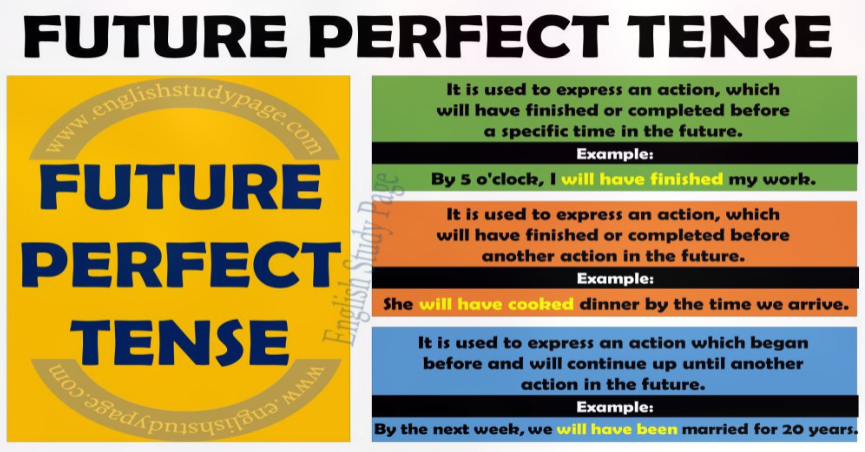 FUTURE PERFECT TENSE
www.englishstudypage.com
FUTURE
PERFECT
TENSE
www.englishstudypage.com
English Study Page
It is used to express an action, which
will have finished or completed before
a specific time in the future.
Example:
By 5 o'clock, I will have finished my work.
It is used to express an action, which
will have finished or completed before
another action in the future.
Example:
She will have cooked dinner by the time we arrive.
It is used to express an action which began
before and will continue up until another
action in the future.
Example:
By the next week, we will have been married for 20 years.